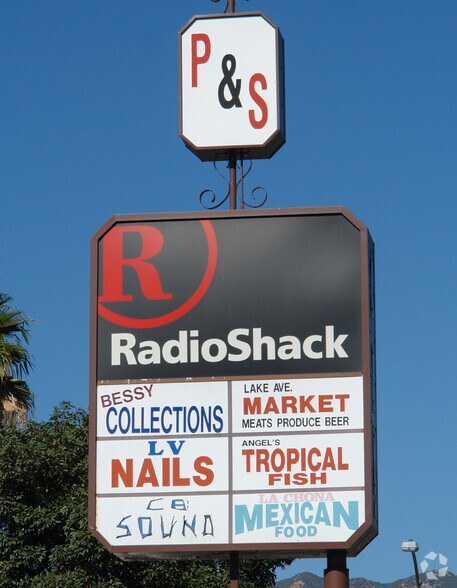 P & S
R
RadioShack
BESSY
COLLECTIONS
LAKE AVE.
MARKET
MEATS PRODUCE BEER
LV
NAILS
ANGEL'S
TROPICAL
FISH
CB
SOUND
LA CHONA
MEXICAN
FOOD